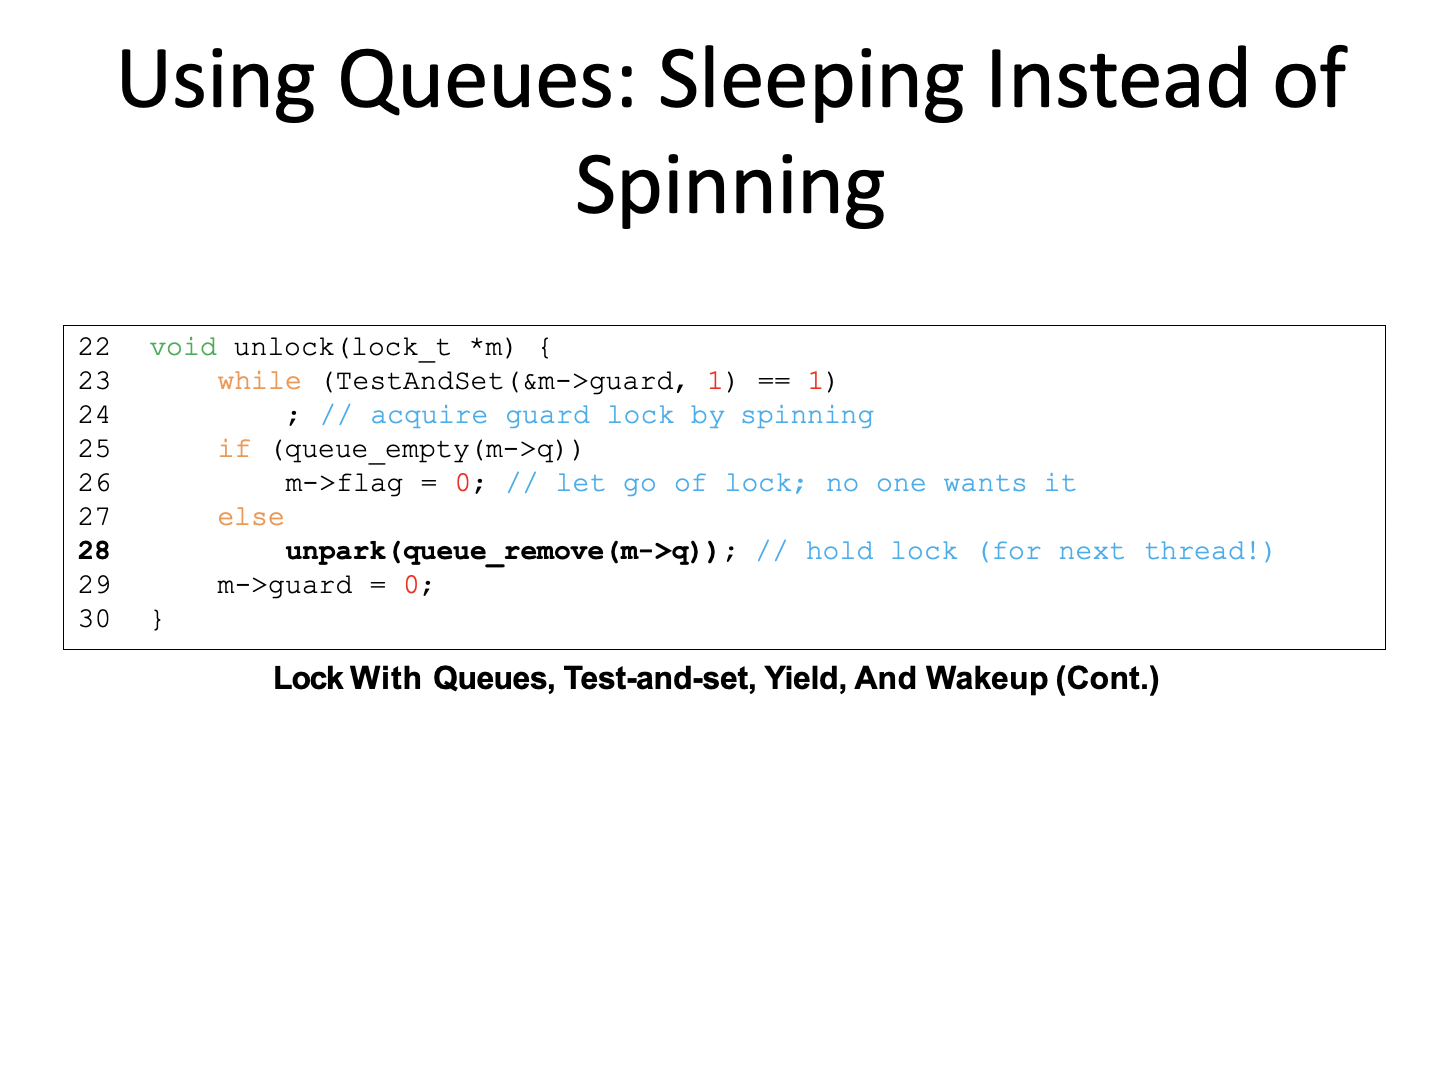 Using Queues: Sleeping Instead of
Spinning
22 void unlock(lock_t *m) {
23 while (TestAndSet(&m->guard, 1) == 1)
24 ; // acquire guard lock by spinning
25 if (queue_empty(m->q))
26 m->flag = 0; // let go of lock; no one wants it
27 else
28 unpark(queue_remove(m->q)); // hold lock (for next thread!)
29 m->guard = 0;
30 }
Lock With Queues, Test-and-set, Yield, And Wakeup (Cont.)